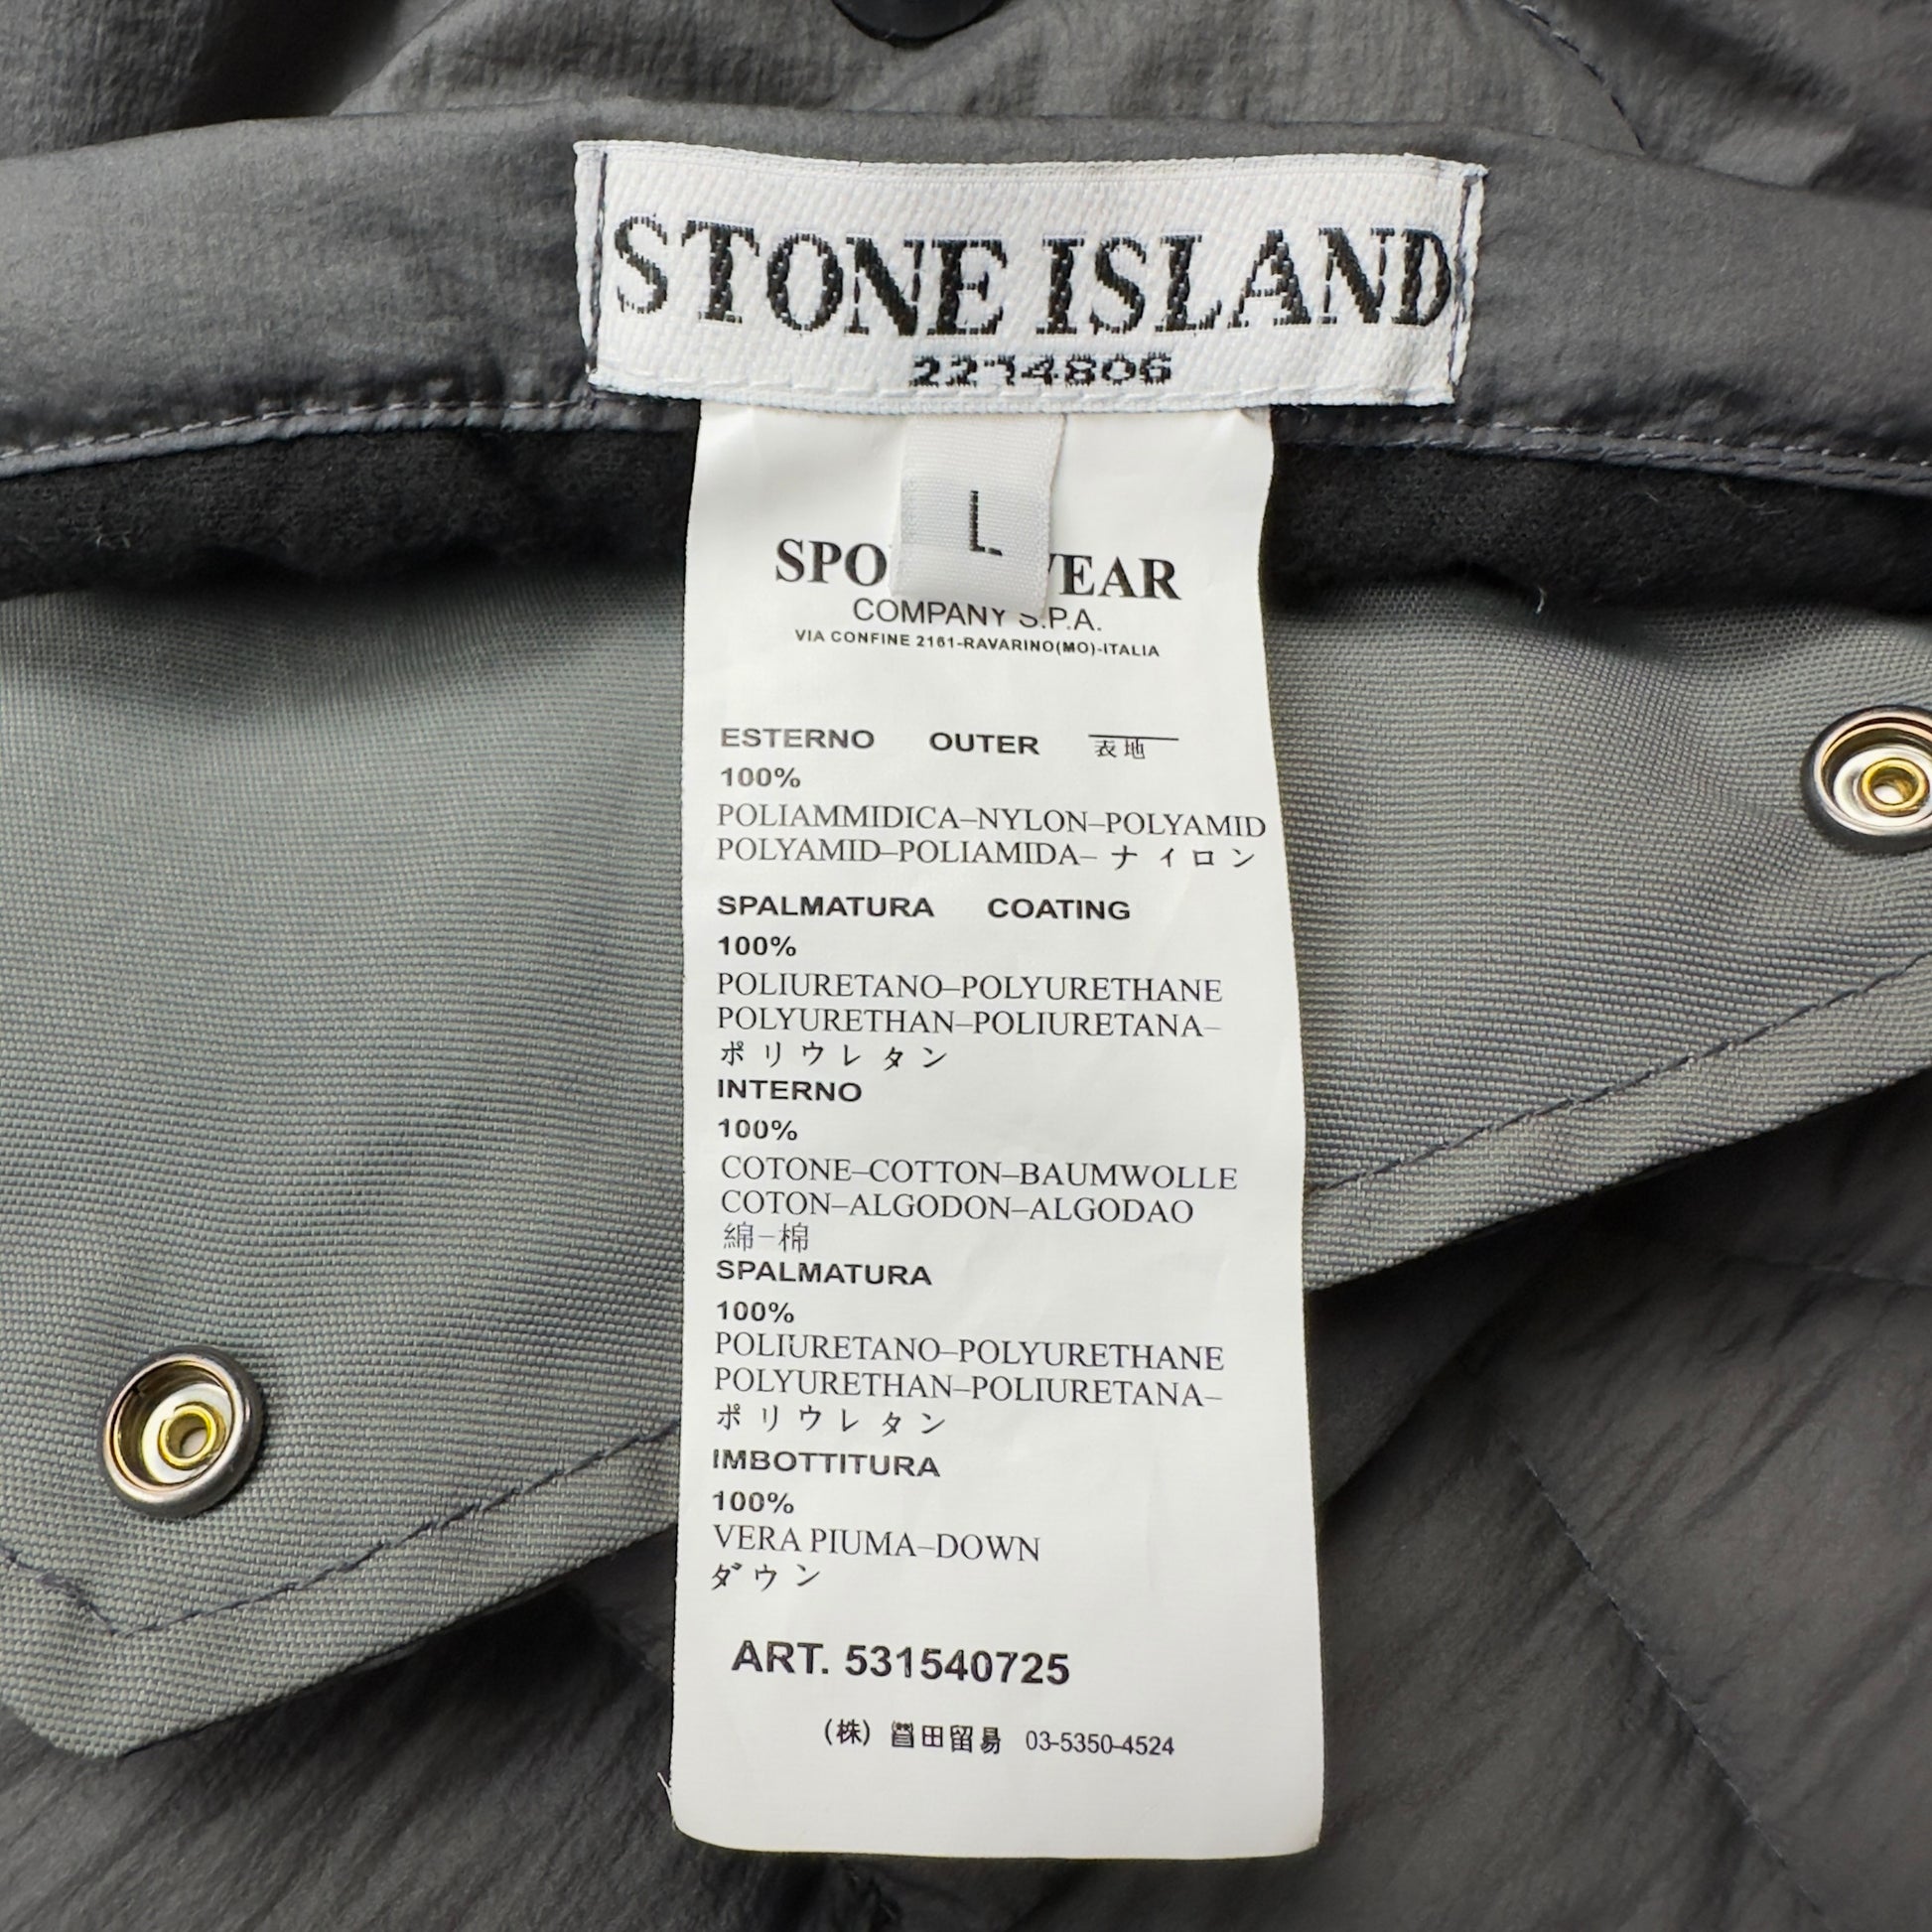 STONE ISLAND
2214806
L
SPO EAR
COMPANY S.P.A.
VIA CONFINE 2161-RAVARINO(MO)-ITALIA
ESTERNO OUTER 表地
100%
POLIAMMIDICA–NYLON–POLYAMID
POLYAMID–POLIAMIDA– ナイロン
SPALMATURA COATING
100%
POLIURETANO–POLYURETHANE
POLYURETHAN–POLIURETANA–
ポリウレタン
INTERNO
100%
COTONE–COTTON–BAUMWOLLE
COTON–ALGODON–ALGODAO
綿–棉
SPALMATURA
100%
POLIURETANO–POLYURETHANE
POLYURETHAN–POLIURETANA–
ポリウレタン
IMBOTTITURA
100%
VERA PIUMA–DOWN
ダウン
ART. 531540725
(株) 03-5350-4524